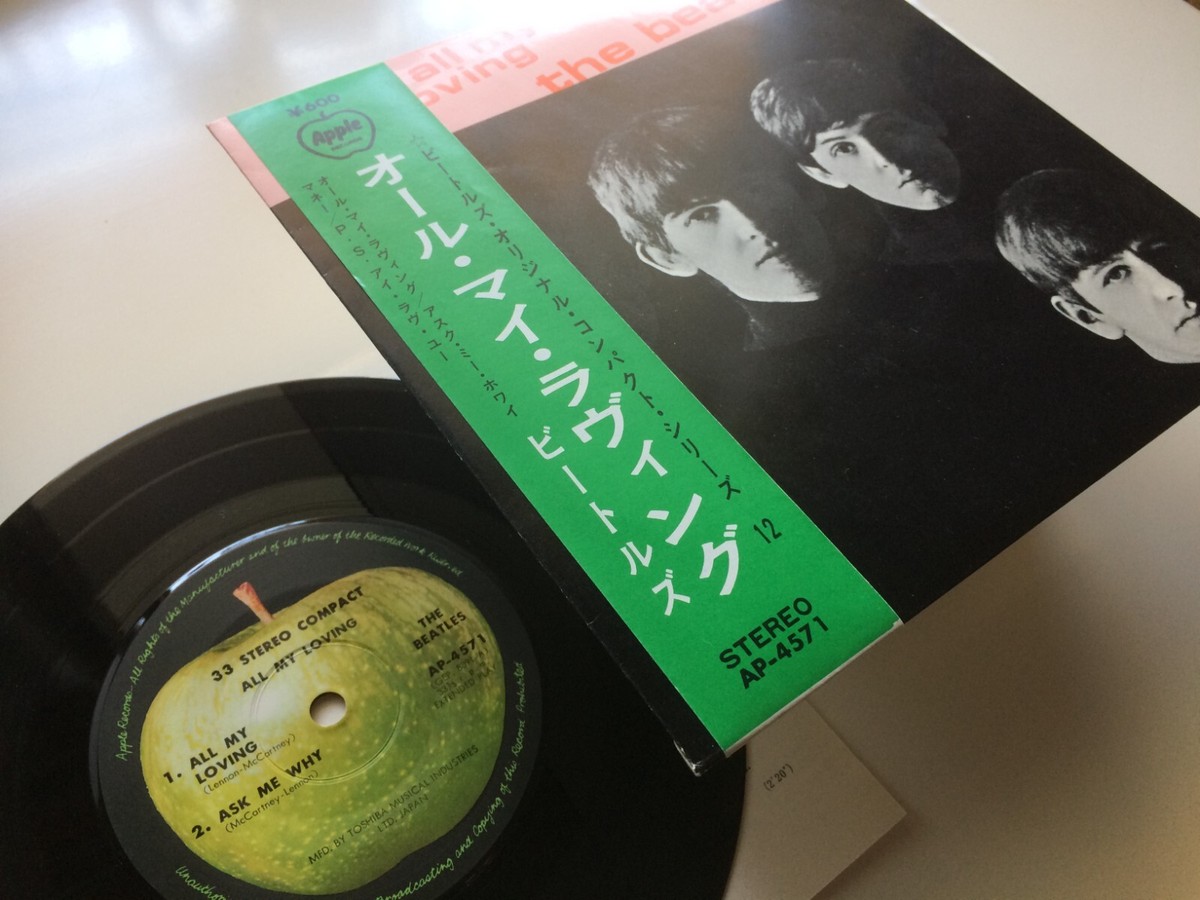 all my
loving
the bea
¥600
Apple
☆ビートルズ・オリジナル・コンパクト・シリーズ 12
オール・マイ・ラヴィング
ビートルズ
オール・マイ・ラヴィング/アスク・ミー・ホワイ
マネー/P.S.アイ・ラヴ・ユー
STEREO
AP-4571
(2'20")
Apple Records-All Rights of the Manufacturer and of the Owner of the Recorded Work Reserved
33 STEREO COMPACT
ALL MY LOVING
THE
BEATLES
AP-4571
1. ALL MY
LOVING
(Lennon-McCartney)
2. ASK ME WHY
(McCartney-Lennon)
MFD. BY TOSHIBA MUSICAL INDUSTRIES
LTD. JAPAN
Broadcasting and Copying of this Record Prohibited